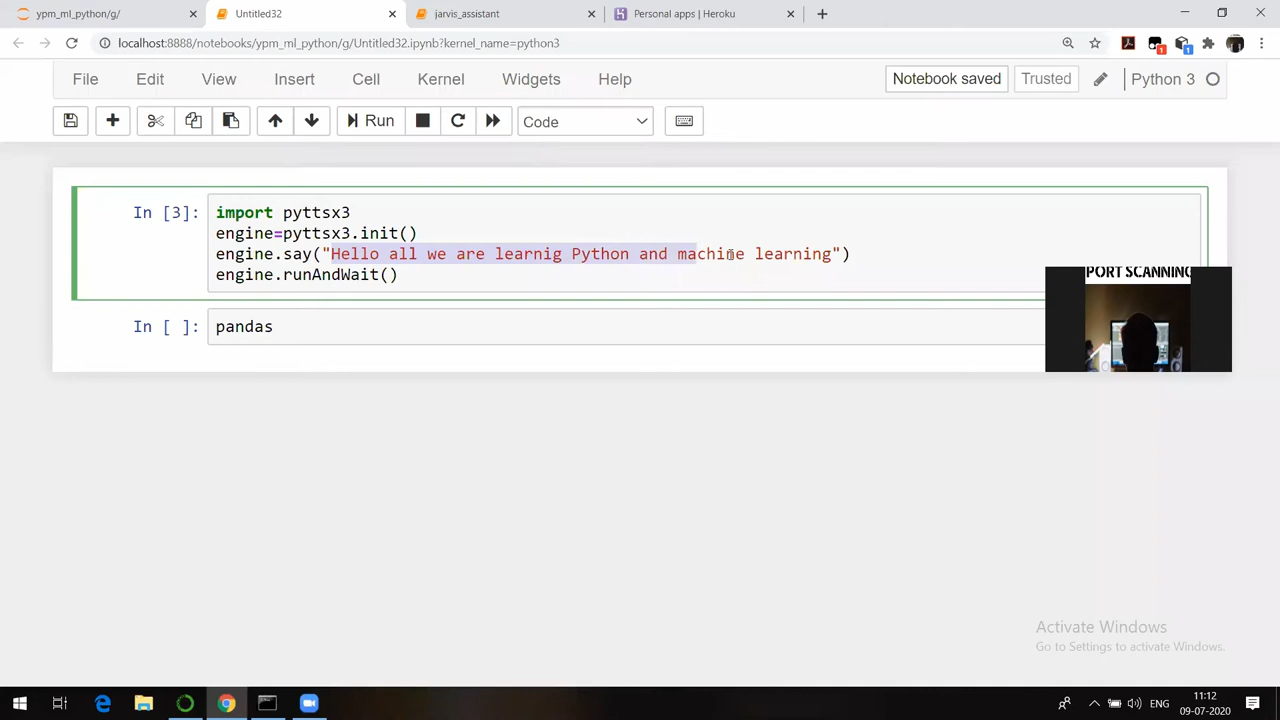 ypm_ml_python/g/
Untitled32
jarvis_assistant
Personal apps | Heroku
localhost:8888/notebooks/ypm_ml_python/g/Untitled32.ipynb?kernel_name=python3
1
1
File Edit View Insert Cell Kernel Widgets Help
Notebook saved
Trusted
Python 3
Run
Code
In [3]:
import pyttsx3
engine=pyttsx3.init()
engine.say("Hello all we are learnig Python and machine learning")
engine.runAndWait()
PORT SCANNING
In [ ]:
pandas
Activate Windows
Go to Settings to activate Windows.
ENG
11:12
09-07-2020